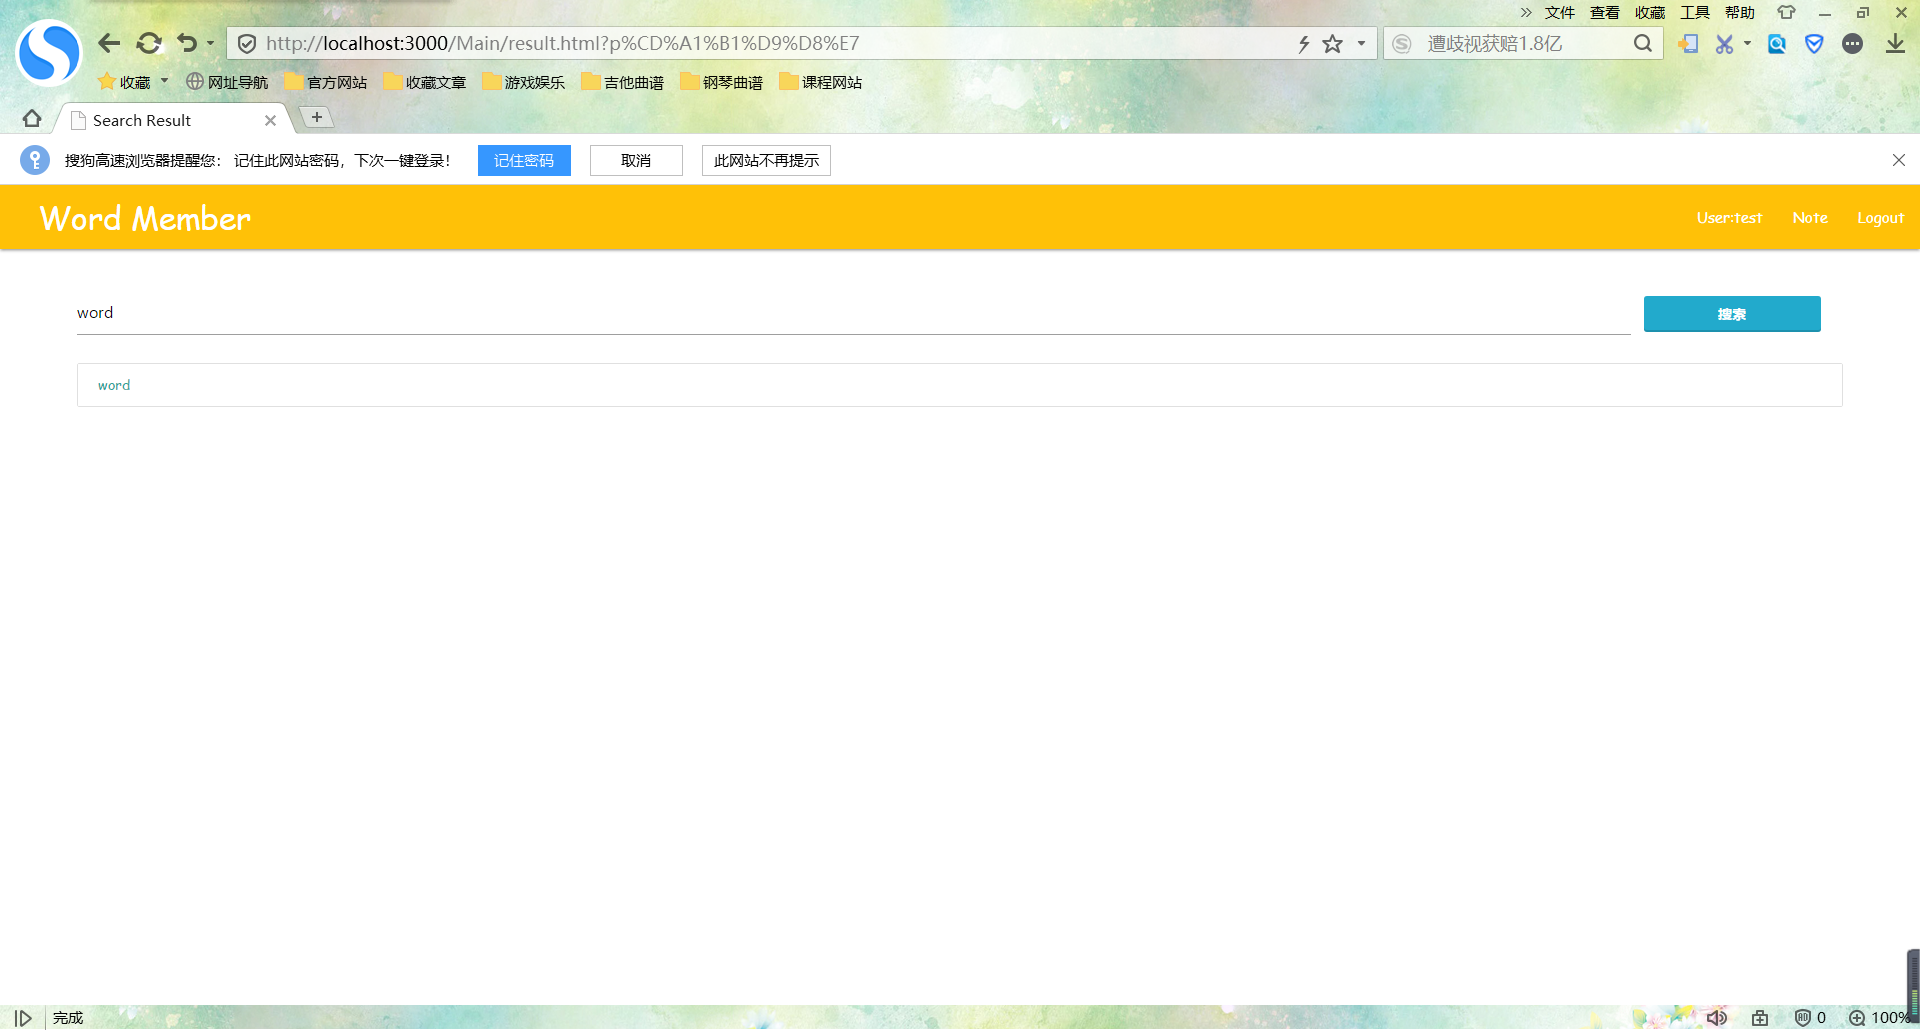 文件 查看 收藏 工具 帮助
http://localhost:3000/Main/result.html?p%CD%A1%B1%D9%D8%E7
遭歧视获赔1.8亿
收藏 网址导航 官方网站 收藏文章 游戏娱乐 吉他曲谱 钢琴曲谱 课程网站
Search Result
搜狗高速浏览器提醒您： 记住此网站密码，下次一键登录！ 记住密码 取消 此网站不再提示
Word Member User:test Note Logout
word 搜索
word
完成 0 100%